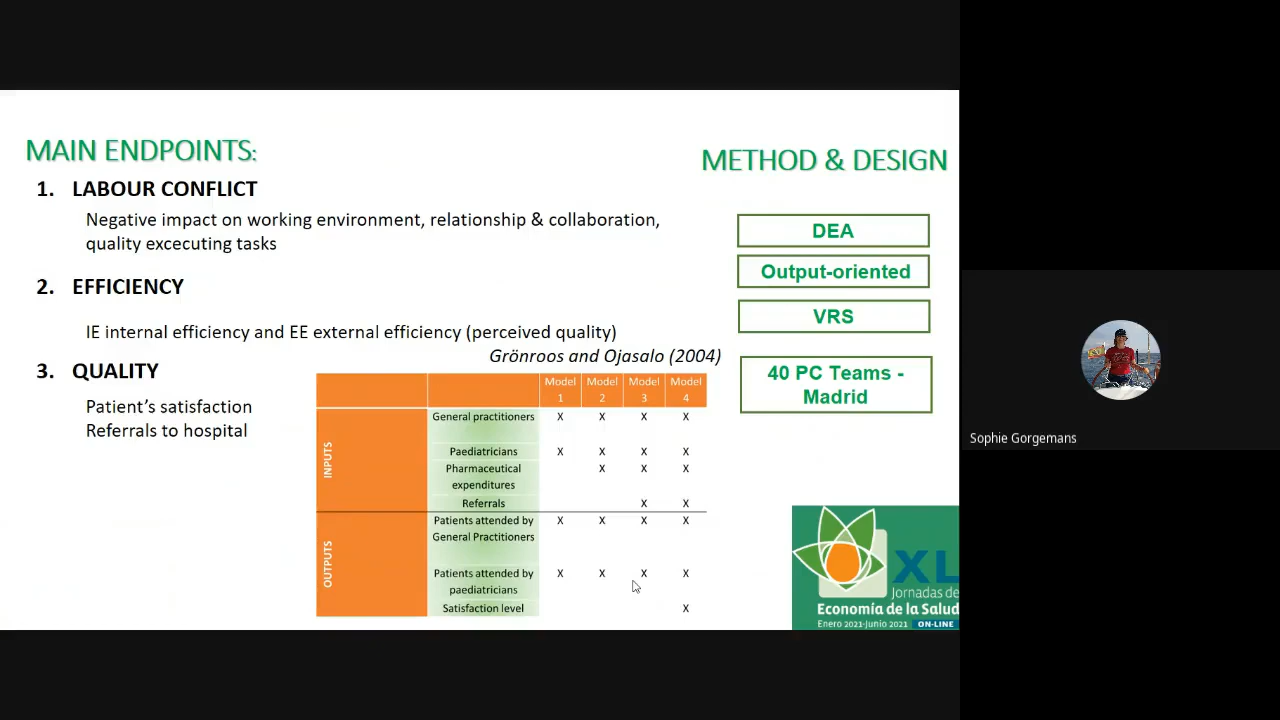 MAIN ENDPOINTS:
1. LABOUR CONFLICT
Negative impact on working environment, relationship & collaboration,
quality excecuting tasks
2. EFFICIENCY
IE internal efficiency and EE external efficiency (perceived quality)
Grönroos and Ojasalo (2004)
3. QUALITY
Patient's satisfaction
Referrals to hospital
Model 1 Model 2 Model 3 Model 4
INPUTS
General practitioners X X X X
Paediatricians X X X X
Pharmaceutical
expenditures X X X
Referrals X X
OUTPUTS
Patients attended by
General Practitioners X X X X
Patients attended by
paediatricians X X X X
Satisfaction level X
METHOD & DESIGN
DEA
Output-oriented
VRS
40 PC Teams -
Madrid
XL
Jornadas de
Economía de la Salud
Enero 2021-Junio 2021 ON-LINE
Sophie Gorgemans